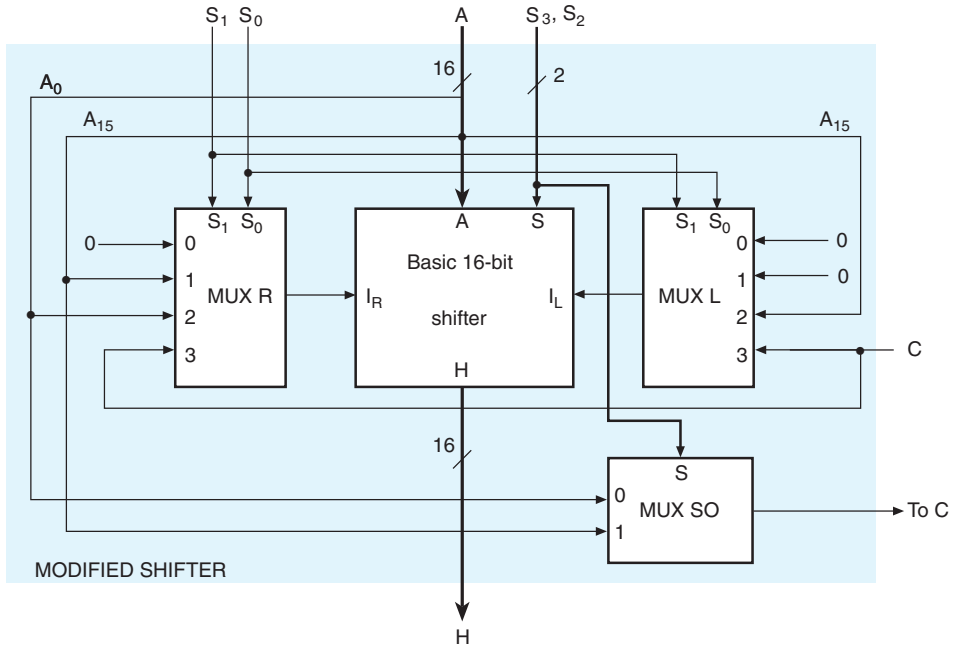 S1 S0 A S3, S2
16 2
A0
A15 A15
S1 S0 A S S1 S0
0 0 Basic 16-bit 0 0
1 1 0
MUX R IR IL MUX L
2 shifter 2
3 H 3 C
16
S
0 MUX SO To C
1
MODIFIED SHIFTER
H